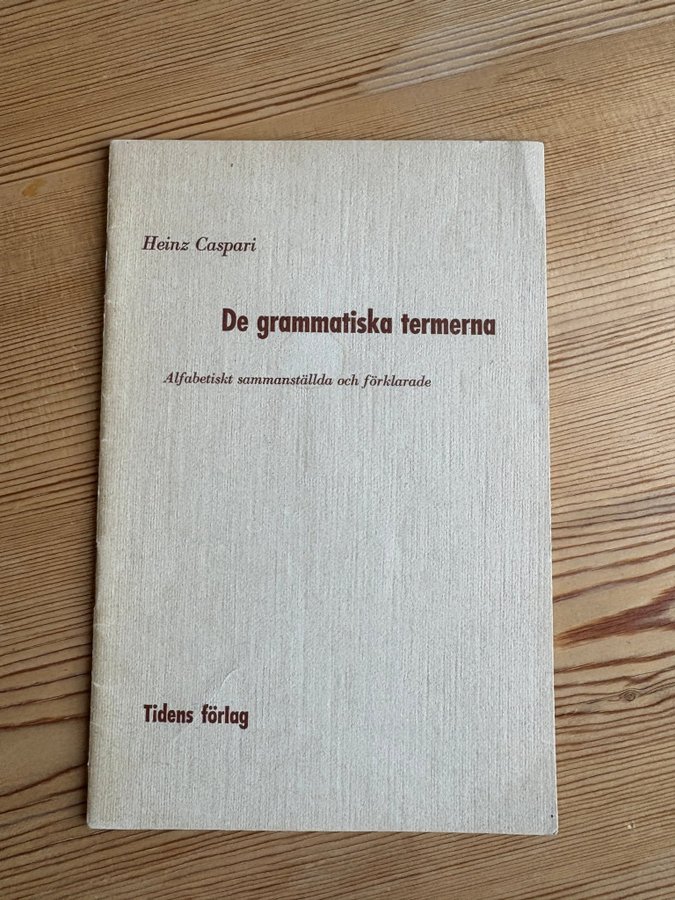 Heinz Caspari
De grammatiska termerna
Alfabetiskt sammanställda och förklarade
Tidens förlag